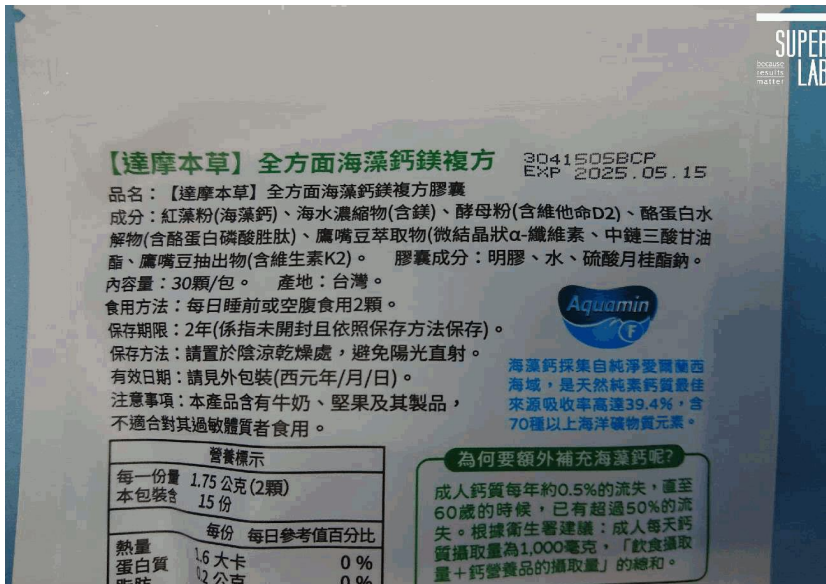 SUPER
LAB
because
results
matter
【達摩本草】全方面海藻鈣鎂複方
3041505BCP
EXP 2025.05.15
品名：【達摩本草】全方面海藻鈣鎂複方膠囊
成分：紅藻粉(海藻鈣)、海水濃縮物(含鎂)、酵母粉(含維他命D2)、酪蛋白水
解物(含酪蛋白磷酸胜肽)、鷹嘴豆萃取物(微結晶狀α-纖維素、中鏈三酸甘油
酯、鷹嘴豆抽出物(含維生素K2)。 膠囊成分：明膠、水、硫酸月桂酯鈉。
內容量：30顆/包。 產地：台灣。
食用方法：每日睡前或空腹食用2顆。
保存期限：2年(係指未開封且依照保存方法保存)。
保存方法：請置於陰涼乾燥處，避免陽光直射。
有效日期：請見外包裝(西元年/月/日)。
注意事項：本產品含有牛奶、堅果及其製品，
不適合對其過敏體質者食用。
Aquamin
F
海藻鈣採集自純淨愛爾蘭西
海域，是天然純素鈣質最佳
來源吸收率高達39.4%，含
70種以上海洋礦物質元素。
營養標示
每一份量 1.75 公克(2顆)
本包裝含 15 份
每份 每日參考值百分比
熱量 1.6 大卡 0 %
蛋白質 0.2 公克 0 %
脂肪
為何要額外補充海藻鈣呢?
成人鈣質每年約0.5%的流失，直至
60歲的時候，已有超過50%的流
失。根據衛生署建議：成人每天鈣
質攝取量為1,000毫克，「飲食攝取
量＋鈣營養品的攝取量」的總和。